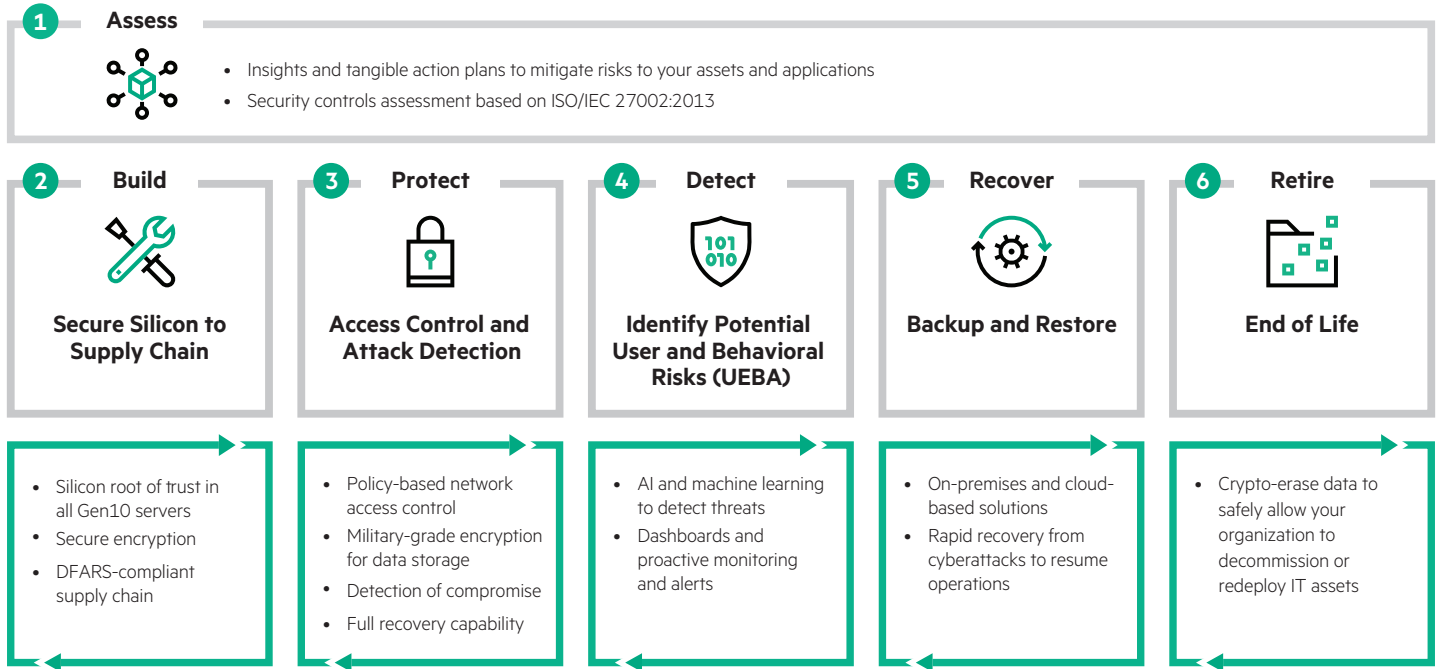 1
Assess
• Insights and tangible action plans to mitigate risks to your assets and applications
• Security controls assessment based on ISO/IEC 27002:2013
2
Build
Secure Silicon to
Supply Chain
• Silicon root of trust in
all Gen10 servers
• Secure encryption
• DFARS-compliant
supply chain
3
Protect
Access Control and
Attack Detection
• Policy-based network
access control
• Military-grade encryption
for data storage
• Detection of compromise
• Full recovery capability
4
Detect
101
010
Identify Potential
User and Behavioral
Risks (UEBA)
• AI and machine learning
to detect threats
• Dashboards and
proactive monitoring
and alerts
5
Recover
Backup and Restore
• On-premises and cloud-
based solutions
• Rapid recovery from
cyberattacks to resume
operations
6
Retire
End of Life
• Crypto-erase data to
safely allow your
organization to
decommission or
redeploy IT assets